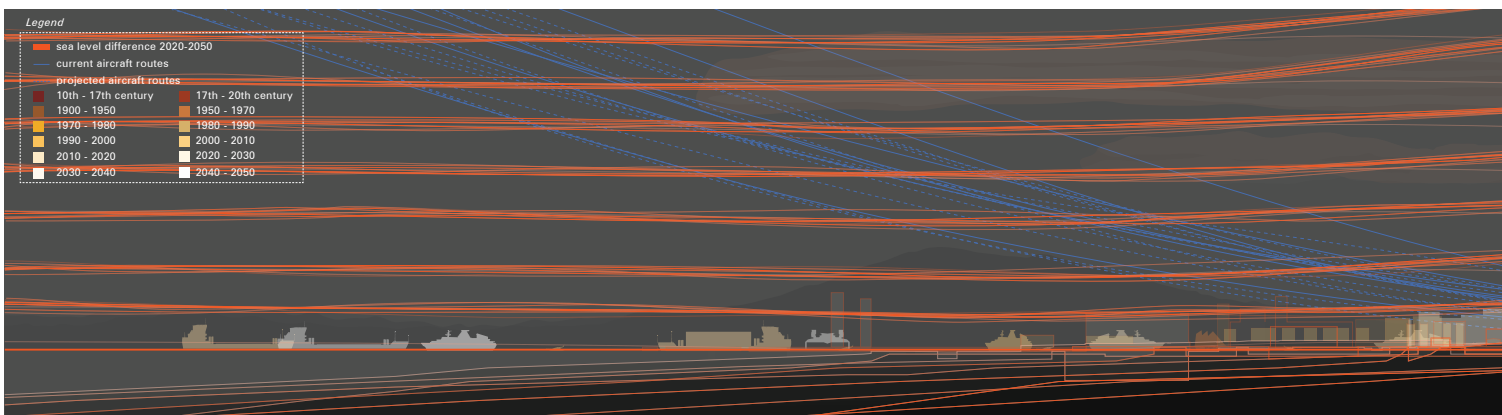 Legend
sea level difference 2020-2050
current aircraft routes
projected aircraft routes
10th - 17th century 17th - 20th century
1900 - 1950 1950 - 1970
1970 - 1980 1980 - 1990
1990 - 2000 2000 - 2010
2010 - 2020 2020 - 2030
2030 - 2040 2040 - 2050